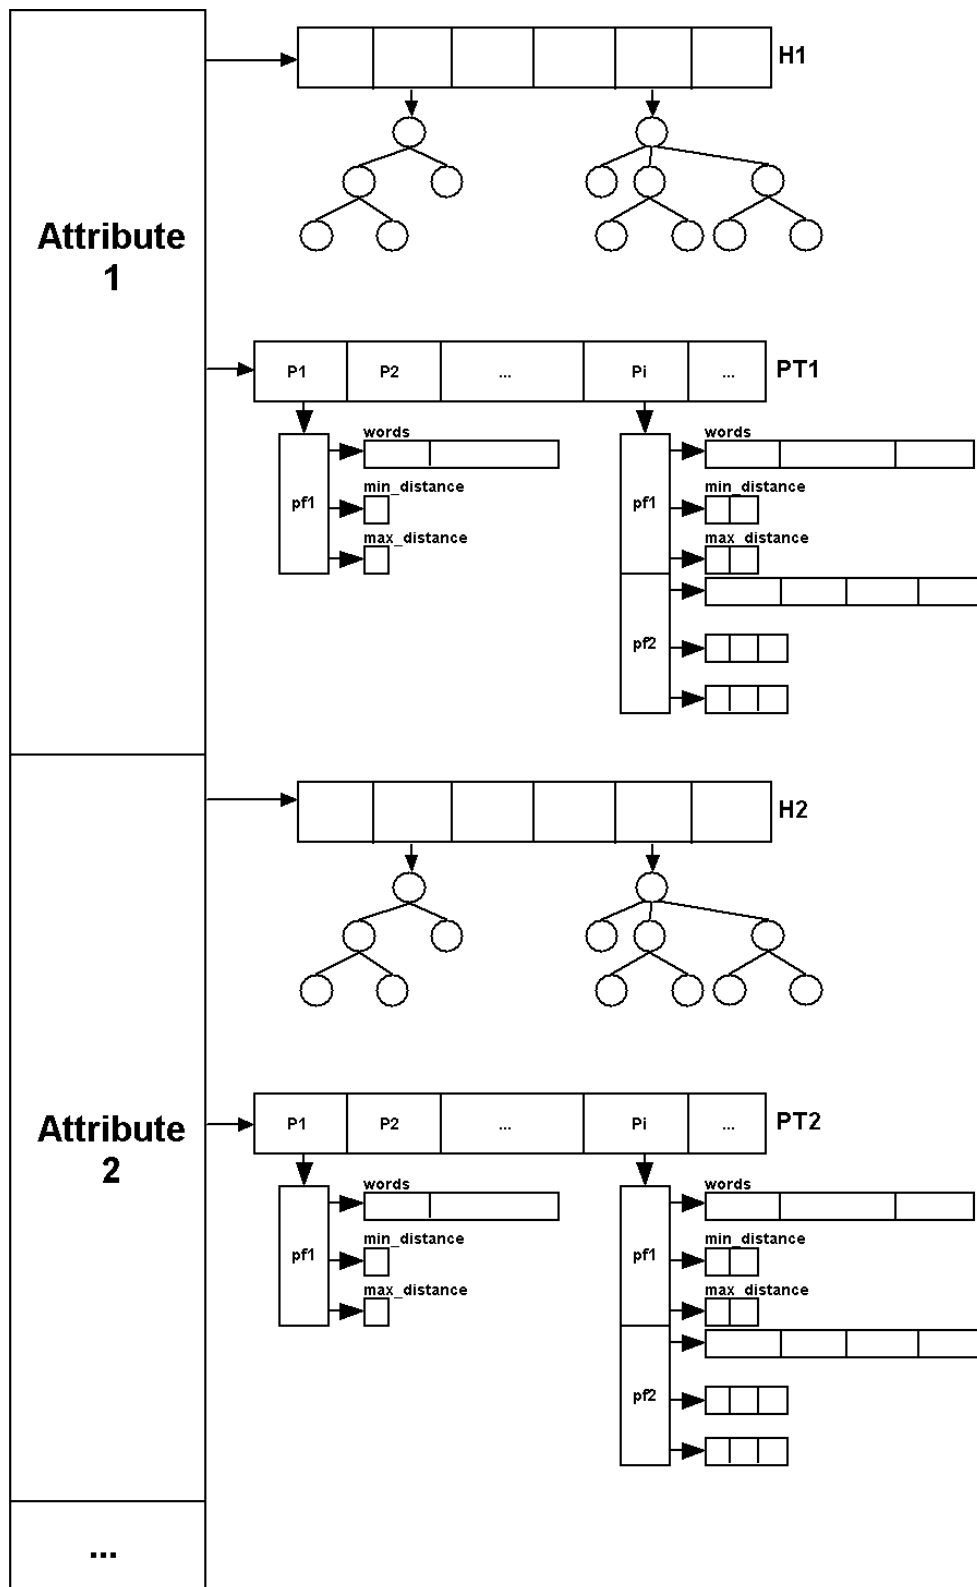 H1
Attribute
1
P1 P2 ... Pi ... PT1
words words
min_distance min_distance
pf1 pf1
max_distance max_distance
pf2
H2
Attribute
2
P1 P2 ... Pi ... PT2
words words
min_distance min_distance
pf1 pf1
max_distance max_distance
pf2
...